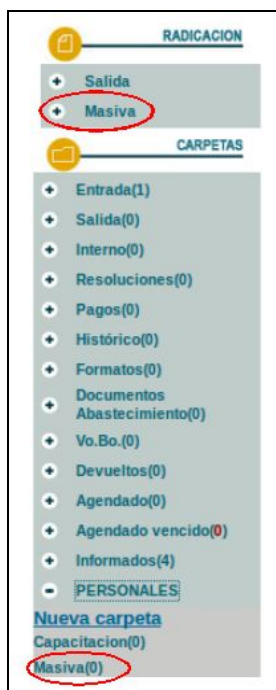 RADICACION
Salida
Masiva
CARPETAS
Entrada(1)
Salida(0)
Interno(0)
Resoluciones(0)
Pagos(0)
Histórico(0)
Formatos(0)
Documentos
Abastecimiento(0)
Vo.Bo.(0)
Devueltos(0)
Agendado(0)
Agendado vencido(0)
Informados(4)
PERSONALES
Nueva carpeta
Capacitacion(0)
Masiva(0)